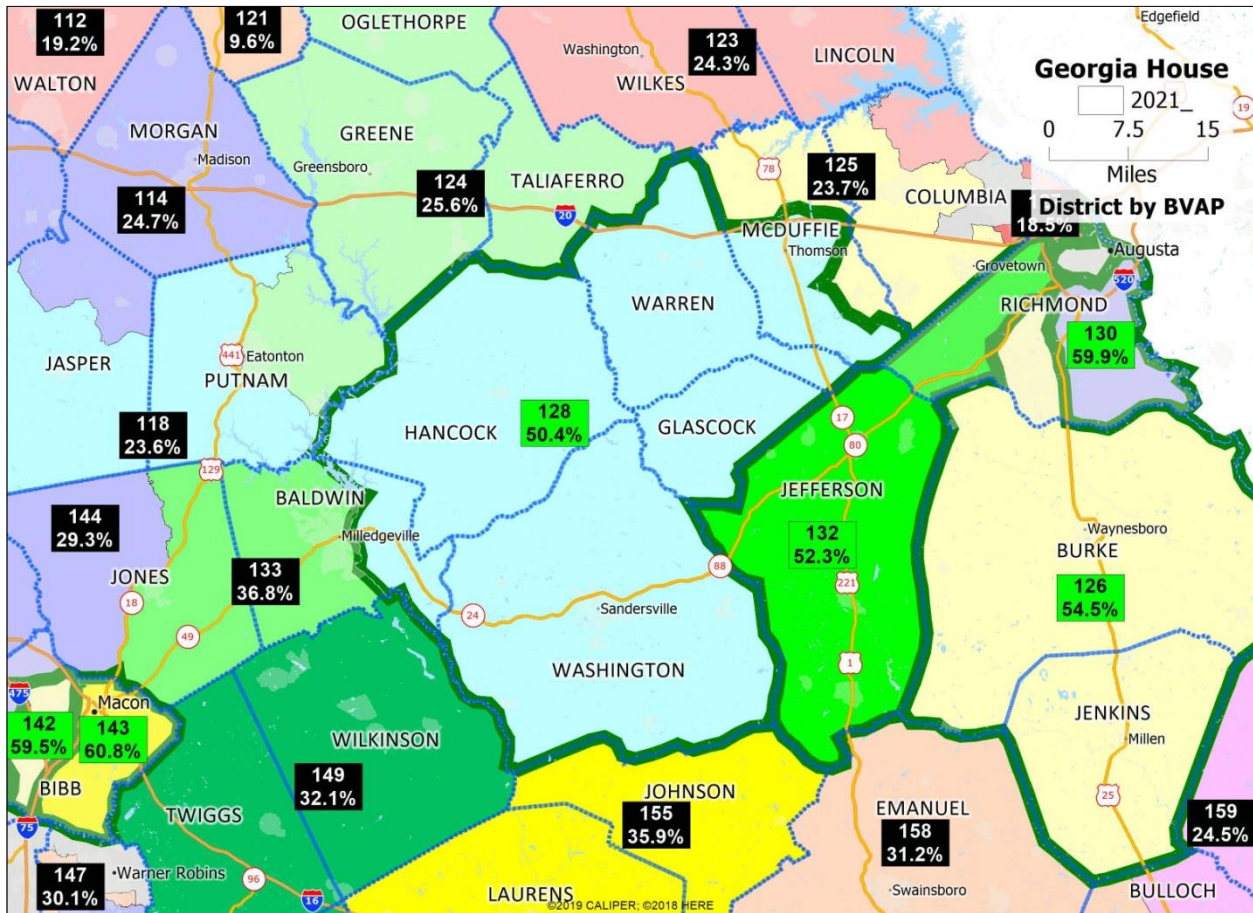 112
19.2%
WALTON
121
9.6%
OGLETHORPE
Washington
123
24.3%
WILKES
LINCOLN
Edgefield
Georgia House
2021_
0 7.5 15
Miles
District by BVAP
19
MORGAN
Madison
114
24.7%
GREENE
Greensboro
124
25.6%
TALIAFERRO
20
78
125
23.7%
COLUMBIA
18.5%
MCDUFFIE
Thomson
Grovetown
Augusta
520
RICHMOND
130
59.9%
WARREN
JASPER
441
Eatonton
PUTNAM
118
23.6%
129
HANCOCK
128
50.4%
GLASCOCK
17
80
JEFFERSON
132
52.3%
221
1
88
BALDWIN
Milledgeville
144
29.3%
JONES
18
133
36.8%
49
24
Sandersville
WASHINGTON
Waynesboro
BURKE
126
54.5%
475
Macon
142
59.5%
143
60.8%
BIBB
75
WILKINSON
149
32.1%
TWIGGS
JOHNSON
155
35.9%
EMANUEL
158
31.2%
JENKINS
Millen
25
159
24.5%
147
30.1%
Warner Robins
96
16
LAURENS
Swainsboro
BULLOCH
©2019 CALIPER; ©2018 HERE